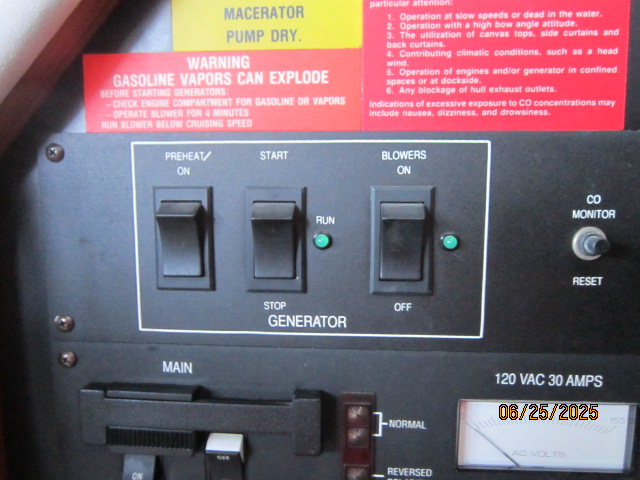 MACERATOR
PUMP DRY.
WARNING
GASOLINE VAPORS CAN EXPLODE
BEFORE STARTING GENERATORS:
- CHECK ENGINE COMPARTMENT FOR GASOLINE OR VAPORS
- OPERATE BLOWER FOR 4 MINUTES
RUN BLOWER BELOW CRUISING SPEED
particular attention:
1. Operation at slow speeds or dead in the water.
2. Operation with a high bow angle attitude.
3. The utilization of canvas tops, side curtains and
back curtains.
4. Contributing climatic conditions, such as a head
wind.
5. Operation of engines and/or generator in confined
spaces or at dockside.
6. Any blockage of hull exhaust outlets.
Indications of excessive exposure to CO concentrations may
include nausea, dizziness, and drowsiness.
PREHEAT/
ON
START
RUN
STOP
BLOWERS
ON
OFF
GENERATOR
CO
MONITOR
RESET
MAIN
ON
OFF
NORMAL
REVERSED
120 VAC 30 AMPS
150
AC VOLTS
06/25/2025